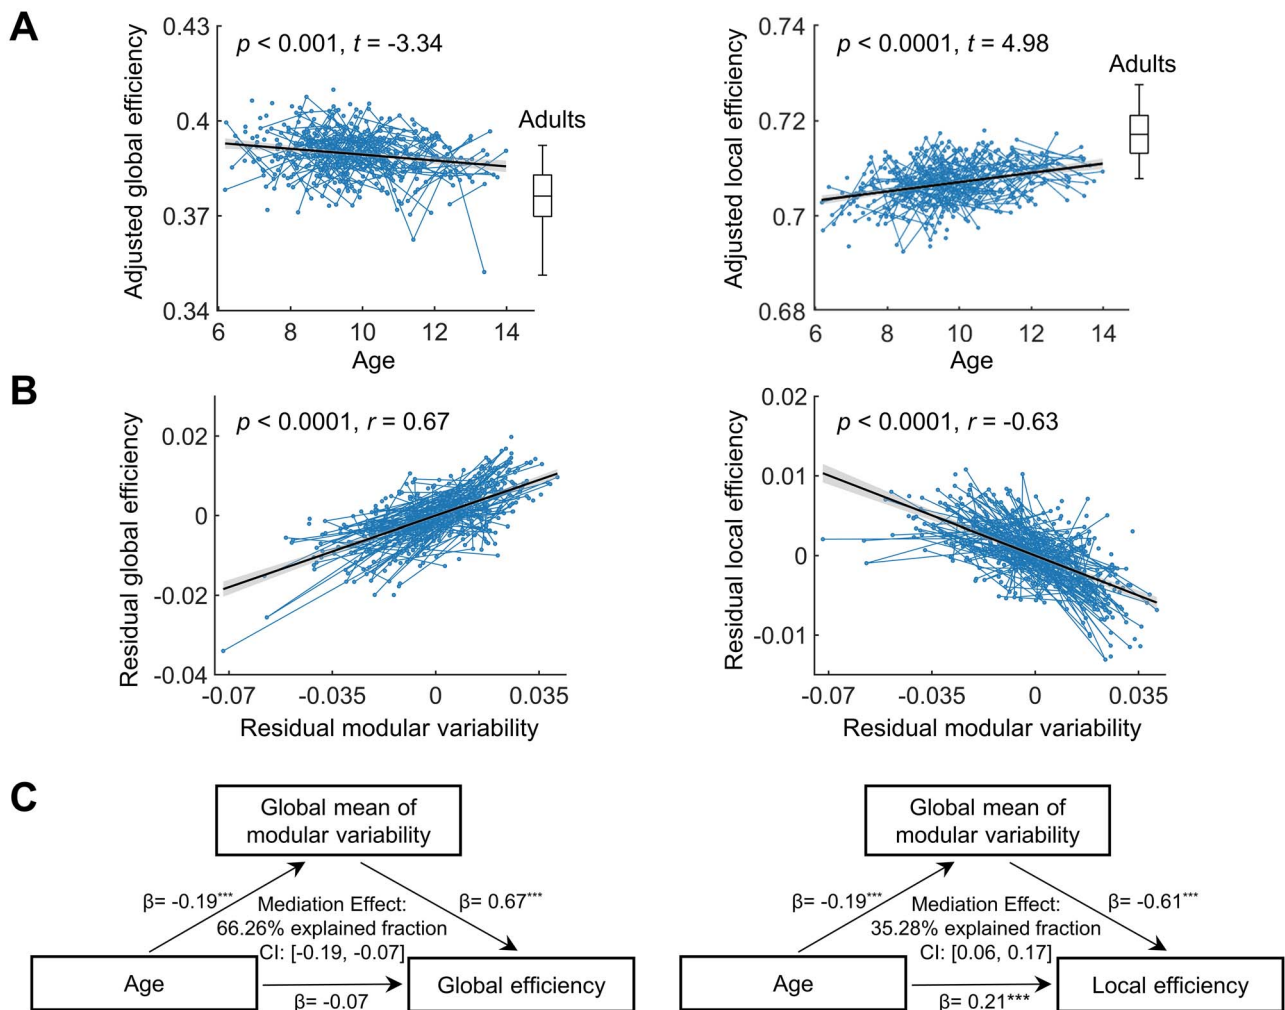 A
p < 0.001, t = -3.34
Adjusted global efficiency
0.43
0.4
0.37
0.34
Adults
6 8 10 12 14
Age
p < 0.0001, t = 4.98
Adjusted local efficiency
0.74
0.72
0.7
0.68
Adults
6 8 10 12 14
Age
B
p < 0.0001, r = 0.67
Residual global efficiency
0.02
0
-0.02
-0.04
-0.07 -0.035 0 0.035
Residual modular variability
p < 0.0001, r = -0.63
Residual local efficiency
0.02
0.01
0
-0.01
-0.07 -0.035 0 0.035
Residual modular variability
C
Global mean of
modular variability
β= -0.19***
Mediation Effect:
66.26% explained fraction
CI: [-0.19, -0.07]
β= 0.67***
Age
β= -0.07
Global efficiency
Global mean of
modular variability
β= -0.19***
Mediation Effect:
35.28% explained fraction
CI: [0.06, 0.17]
β= -0.61***
Age
β= 0.21***
Local efficiency